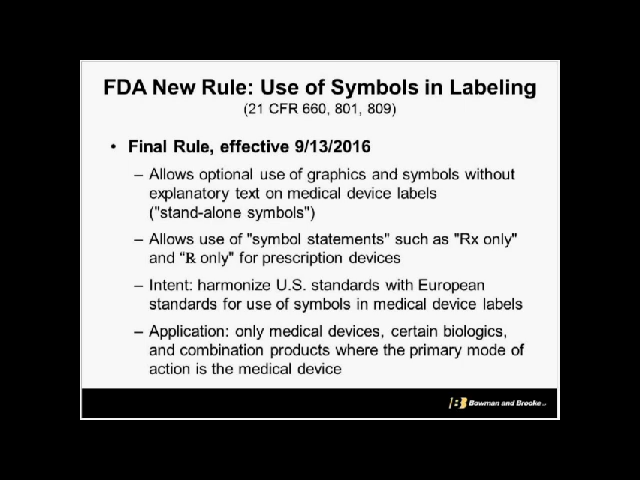 FDA New Rule: Use of Symbols in Labeling
(21 CFR 660, 801, 809)
• Final Rule, effective 9/13/2016
– Allows optional use of graphics and symbols without
explanatory text on medical device labels
("stand-alone symbols")
– Allows use of "symbol statements" such as "Rx only"
and "℞ only" for prescription devices
– Intent: harmonize U.S. standards with European
standards for use of symbols in medical device labels
– Application: only medical devices, certain biologics,
and combination products where the primary mode of
action is the medical device
Bowman and Brooke